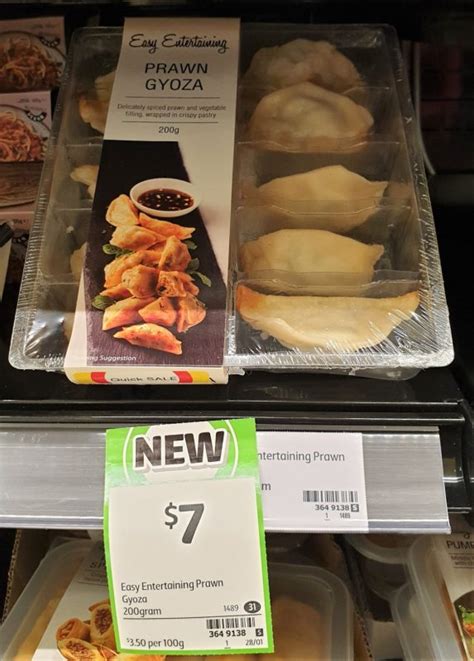 Easy Entertaining
PRAWN
GYOZA
Delicately spiced prawn and vegetable
filling, wrapped in crispy pastry
200g
Serving Suggestion
Quick SALE
NEW
$7
Easy Entertaining Prawn
Gyoza
200gram
1489 31
364 9138 S
$3.50 per 100g
1
28/01
ntertaining Prawn
m
364 9138 S
1 1489
PUM